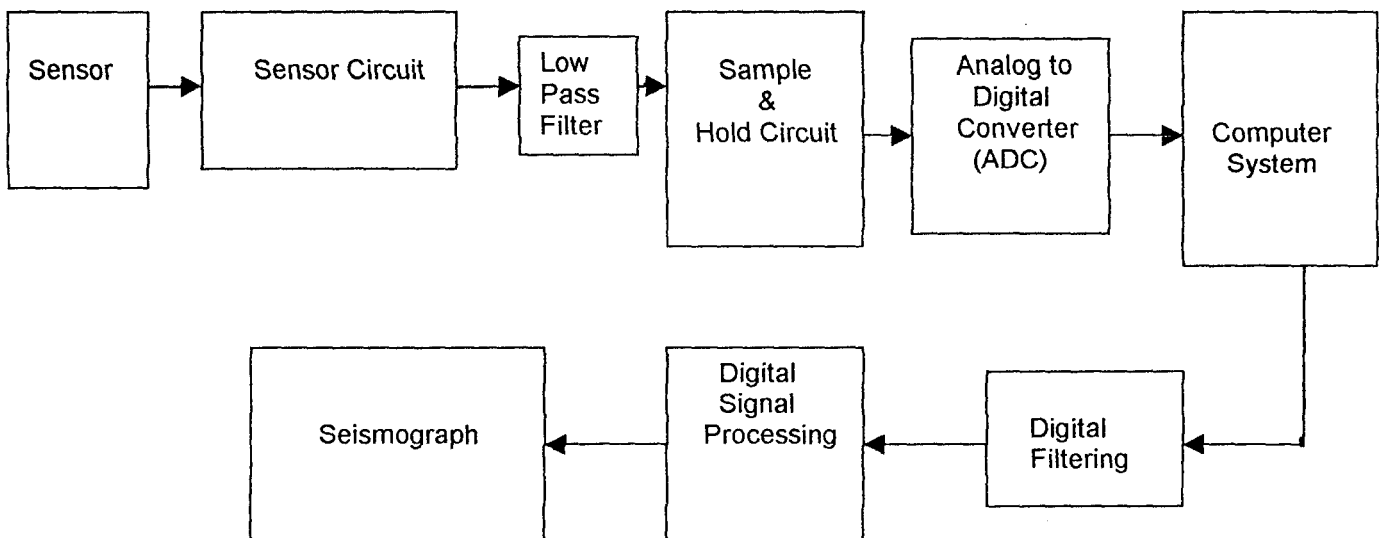 Sensor
Sensor Circuit
Low
Pass
Filter
Sample
&
Hold Circuit
Analog to
Digital
Converter
(ADC)
Computer
System
Seismograph
Digital
Signal
Processing
Digital
Filtering